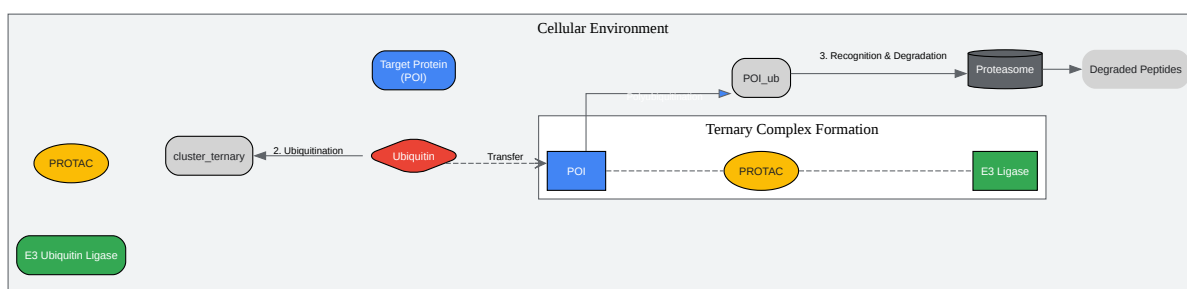 Cellular Environment
Target Protein
(POI)
POI_ub
3. Recognition & Degradation
Proteasome
Degraded Peptides
Ternary Complex Formation
PROTAC
cluster_ternary
2. Ubiquitination
Ubiquitin
Transfer
POI
PROTAC
E3 Ligase
E3 Ubiquitin Ligase